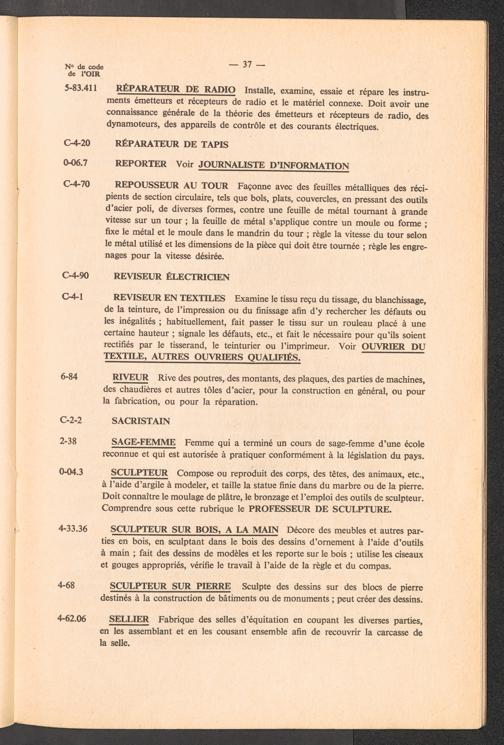 — 37 —
Nº de code
de l'OIR
5-83.411 RÉPARATEUR DE RADIO Installe, examine, essaie et répare les instru-
ments émetteurs et récepteurs de radio et le matériel connexe. Doit avoir une
connaissance générale de la théorie des émetteurs et récepteurs de radio, des
dynamoteurs, des appareils de contrôle et des courants électriques.
C-4-20 RÉPARATEUR DE TAPIS
0-06.7 REPORTER Voir JOURNALISTE D'INFORMATION
C-4-70 REPOUSSEUR AU TOUR Façonne avec des feuilles métalliques des réci-
pients de section circulaire, tels que bols, plats, couvercles, en pressant des outils
d'acier poli, de diverses formes, contre une feuille de métal tournant à grande
vitesse sur un tour ; la feuille de métal s'applique contre un moule ou forme ;
fixe le métal et le moule dans le mandrin du tour ; règle la vitesse du tour selon
le métal utilisé et les dimensions de la pièce qui doit être tournée ; règle les engre-
nages pour la vitesse désirée.
C-4-90 REVISEUR ÉLECTRICIEN
C-4-1 REVISEUR EN TEXTILES Examine le tissu reçu du tissage, du blanchissage,
de la teinture, de l'impression ou du finissage afin d'y rechercher les défauts ou
les inégalités ; habituellement, fait passer le tissu sur un rouleau placé à une
certaine hauteur ; signale les défauts, etc., et fait le nécessaire pour qu'ils soient
rectifiés par le tisserand, le teinturier ou l'imprimeur. Voir OUVRIER DU
TEXTILE, AUTRES OUVRIERS QUALIFIÉS.
6-84 RIVEUR Rive des poutres, des montants, des plaques, des parties de machines,
des chaudières et autres tôles d'acier, pour la construction en général, ou pour
la fabrication, ou pour la réparation.
C-2-2 SACRISTAIN
2-38 SAGE-FEMME Femme qui a terminé un cours de sage-femme d'une école
reconnue et qui est autorisée à pratiquer conformément à la législation du pays.
0-04.3 SCULPTEUR Compose ou reproduit des corps, des têtes, des animaux, etc.,
à l'aide d'argile à modeler, et taille la statue finie dans du marbre ou de la pierre.
Doit connaître le moulage de plâtre, le bronzage et l'emploi des outils de sculpteur.
Comprendre sous cette rubrique le PROFESSEUR DE SCULPTURE.
4-33.36 SCULPTEUR SUR BOIS, A LA MAIN Décore des meubles et autres par-
ties en bois, en sculptant dans le bois des dessins d'ornement à l'aide d'outils
à main ; fait des dessins de modèles et les reporte sur le bois ; utilise les ciseaux
et gouges appropriés, vérifie le travail à l'aide de la règle et du compas.
4-68 SCULPTEUR SUR PIERRE Sculpte des dessins sur des blocs de pierre
destinés à la construction de bâtiments ou de monuments ; peut créer des dessins.
4-62.06 SELLIER Fabrique des selles d'équitation en coupant les diverses parties,
en les assemblant et en les cousant ensemble afin de recouvrir la carcasse de
la selle.